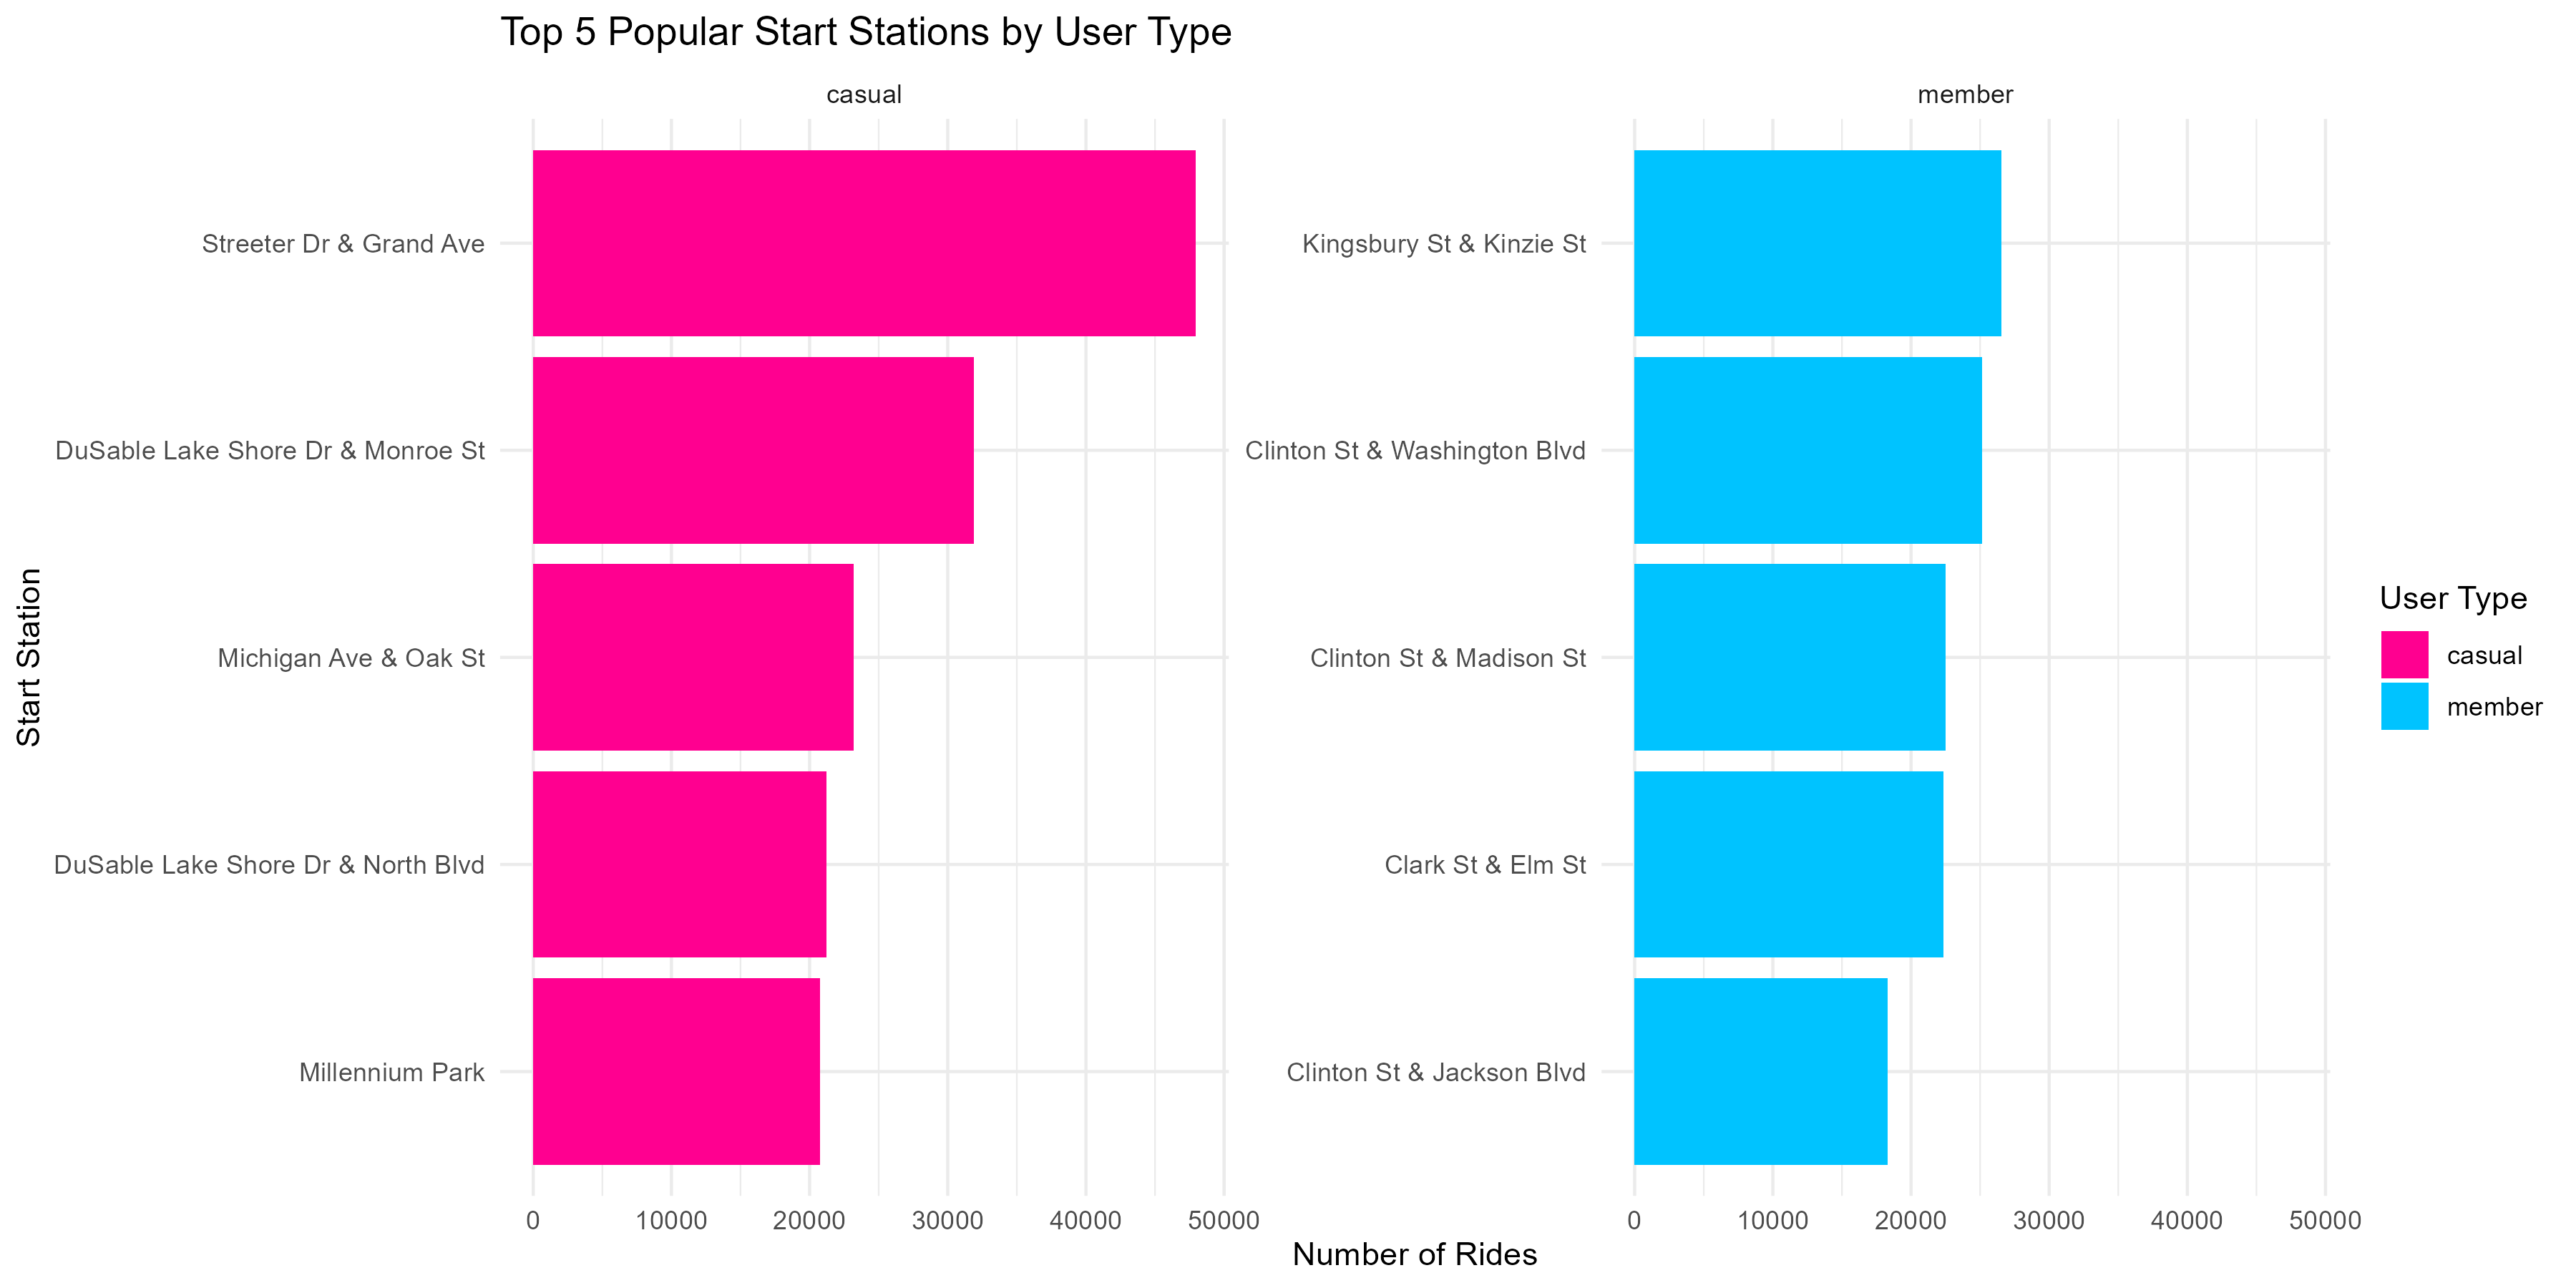 Top 5 Popular Start Stations by User Type
casual
member
Start Station
Streeter Dr & Grand Ave
DuSable Lake Shore Dr & Monroe St
Michigan Ave & Oak St
DuSable Lake Shore Dr & North Blvd
Millennium Park
Kingsbury St & Kinzie St
Clinton St & Washington Blvd
Clinton St & Madison St
Clark St & Elm St
Clinton St & Jackson Blvd
0 10000 20000 30000 40000 50000
0 10000 20000 30000 40000 50000
Number of Rides
User Type
casual
member